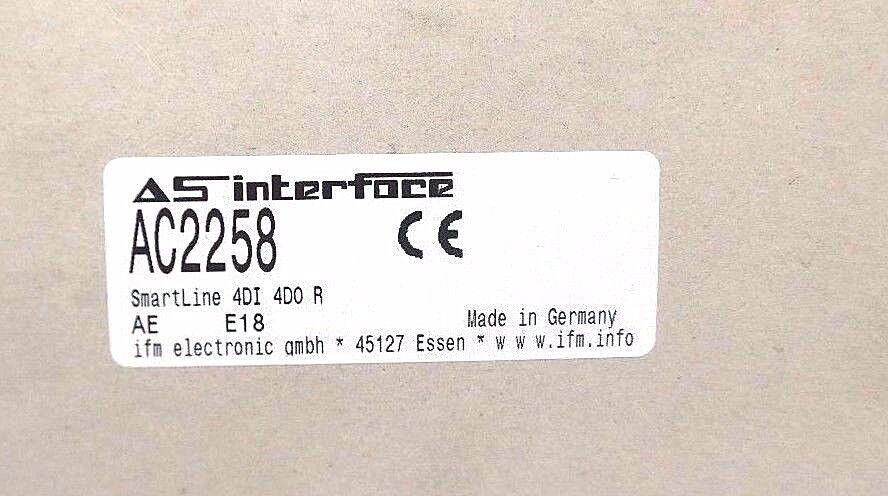 AS interface
AC2258 CE
SmartLine 4DI 4DO R
AE E18 Made in Germany
ifm electronic gmbh * 45127 Essen * w w w.ifm.info